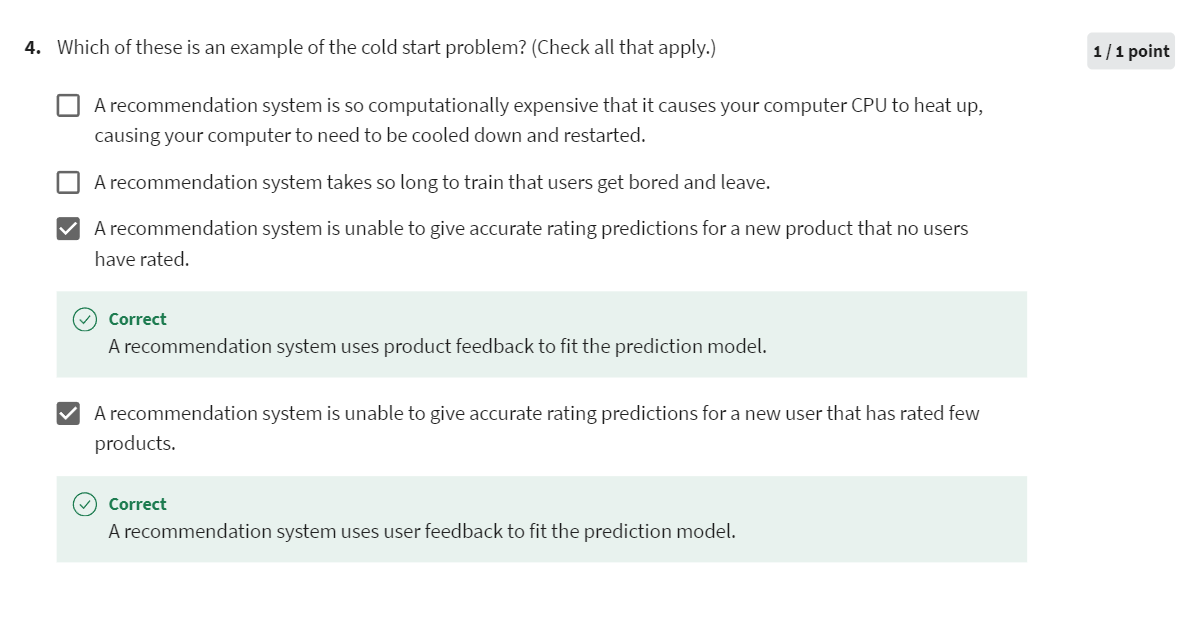 4. Which of these is an example of the cold start problem? (Check all that apply.)
1 / 1 point
A recommendation system is so computationally expensive that it causes your computer CPU to heat up,
causing your computer to need to be cooled down and restarted.
A recommendation system takes so long to train that users get bored and leave.
A recommendation system is unable to give accurate rating predictions for a new product that no users
have rated.
Correct
A recommendation system uses product feedback to fit the prediction model.
A recommendation system is unable to give accurate rating predictions for a new user that has rated few
products.
Correct
A recommendation system uses user feedback to fit the prediction model.